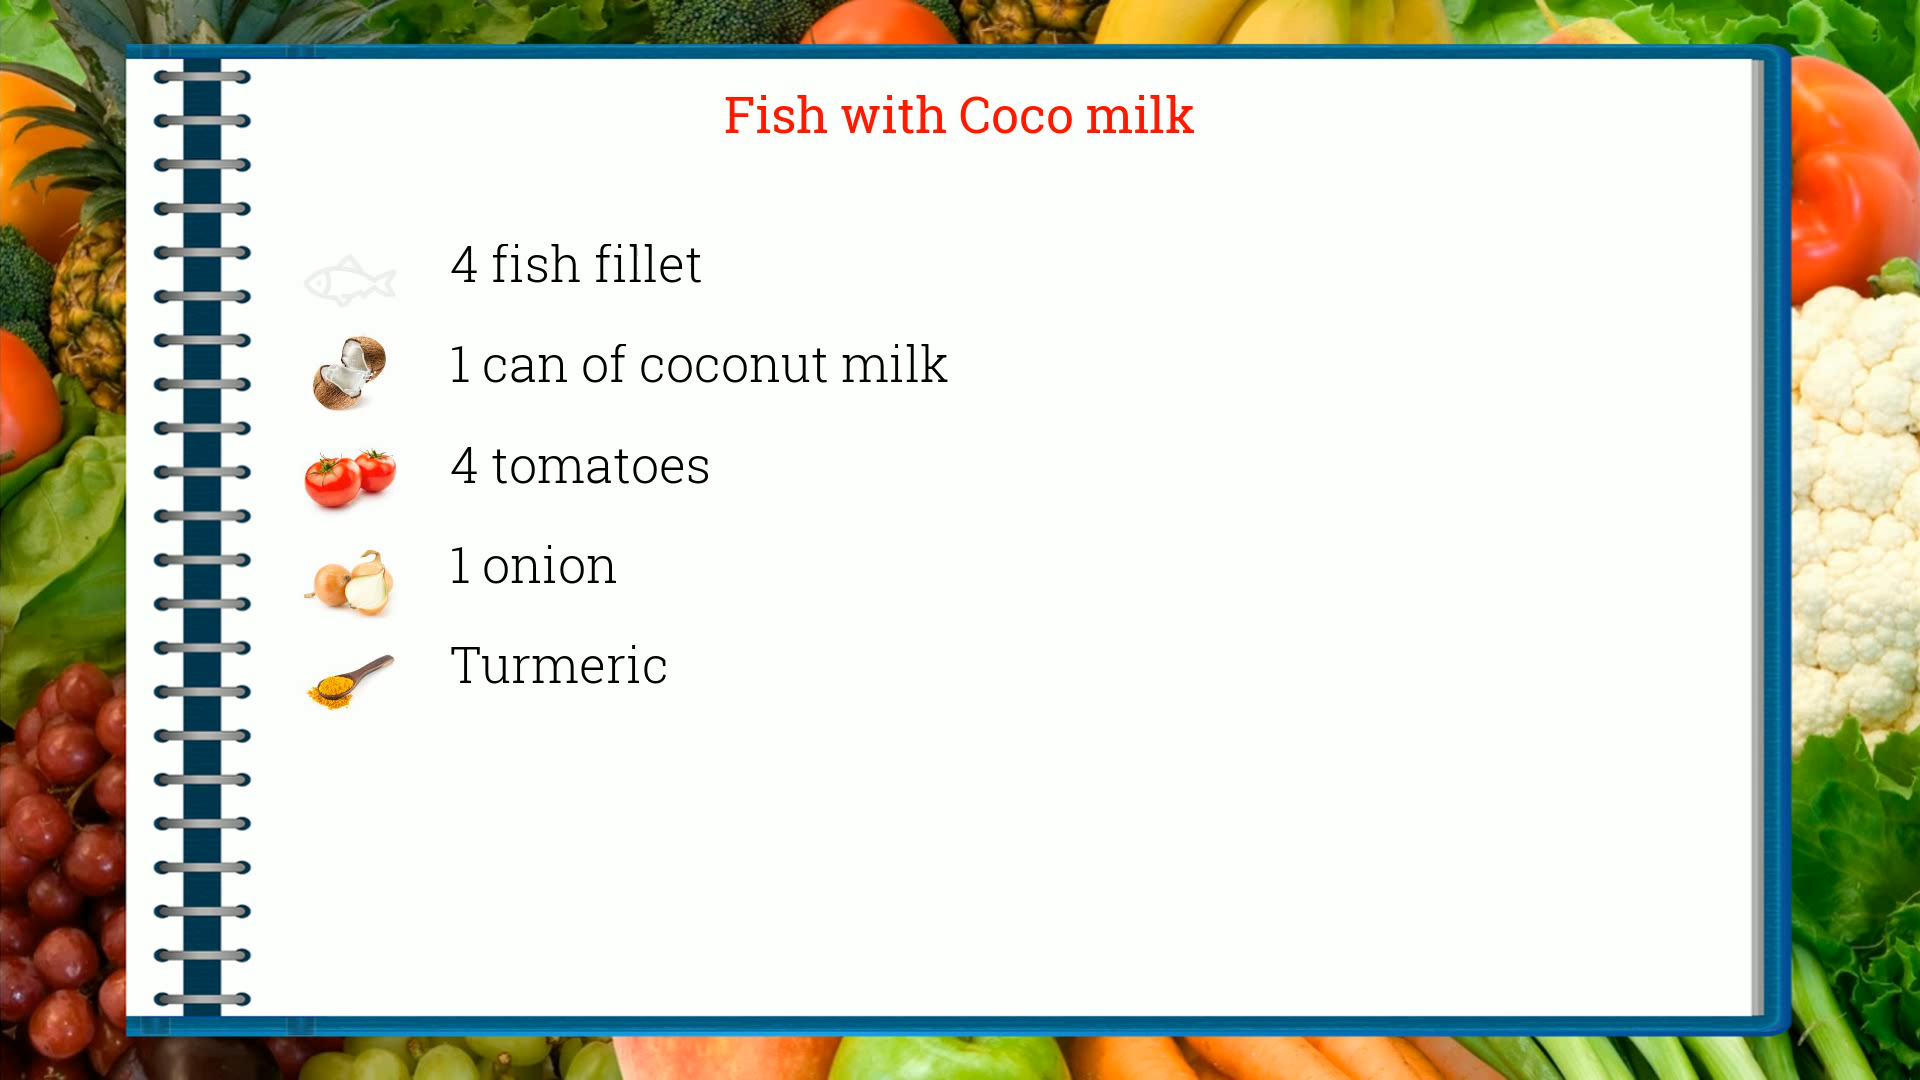 Fish with Coco milk
4 fish fillet
1 can of coconut milk
4 tomatoes
1 onion
Turmeric